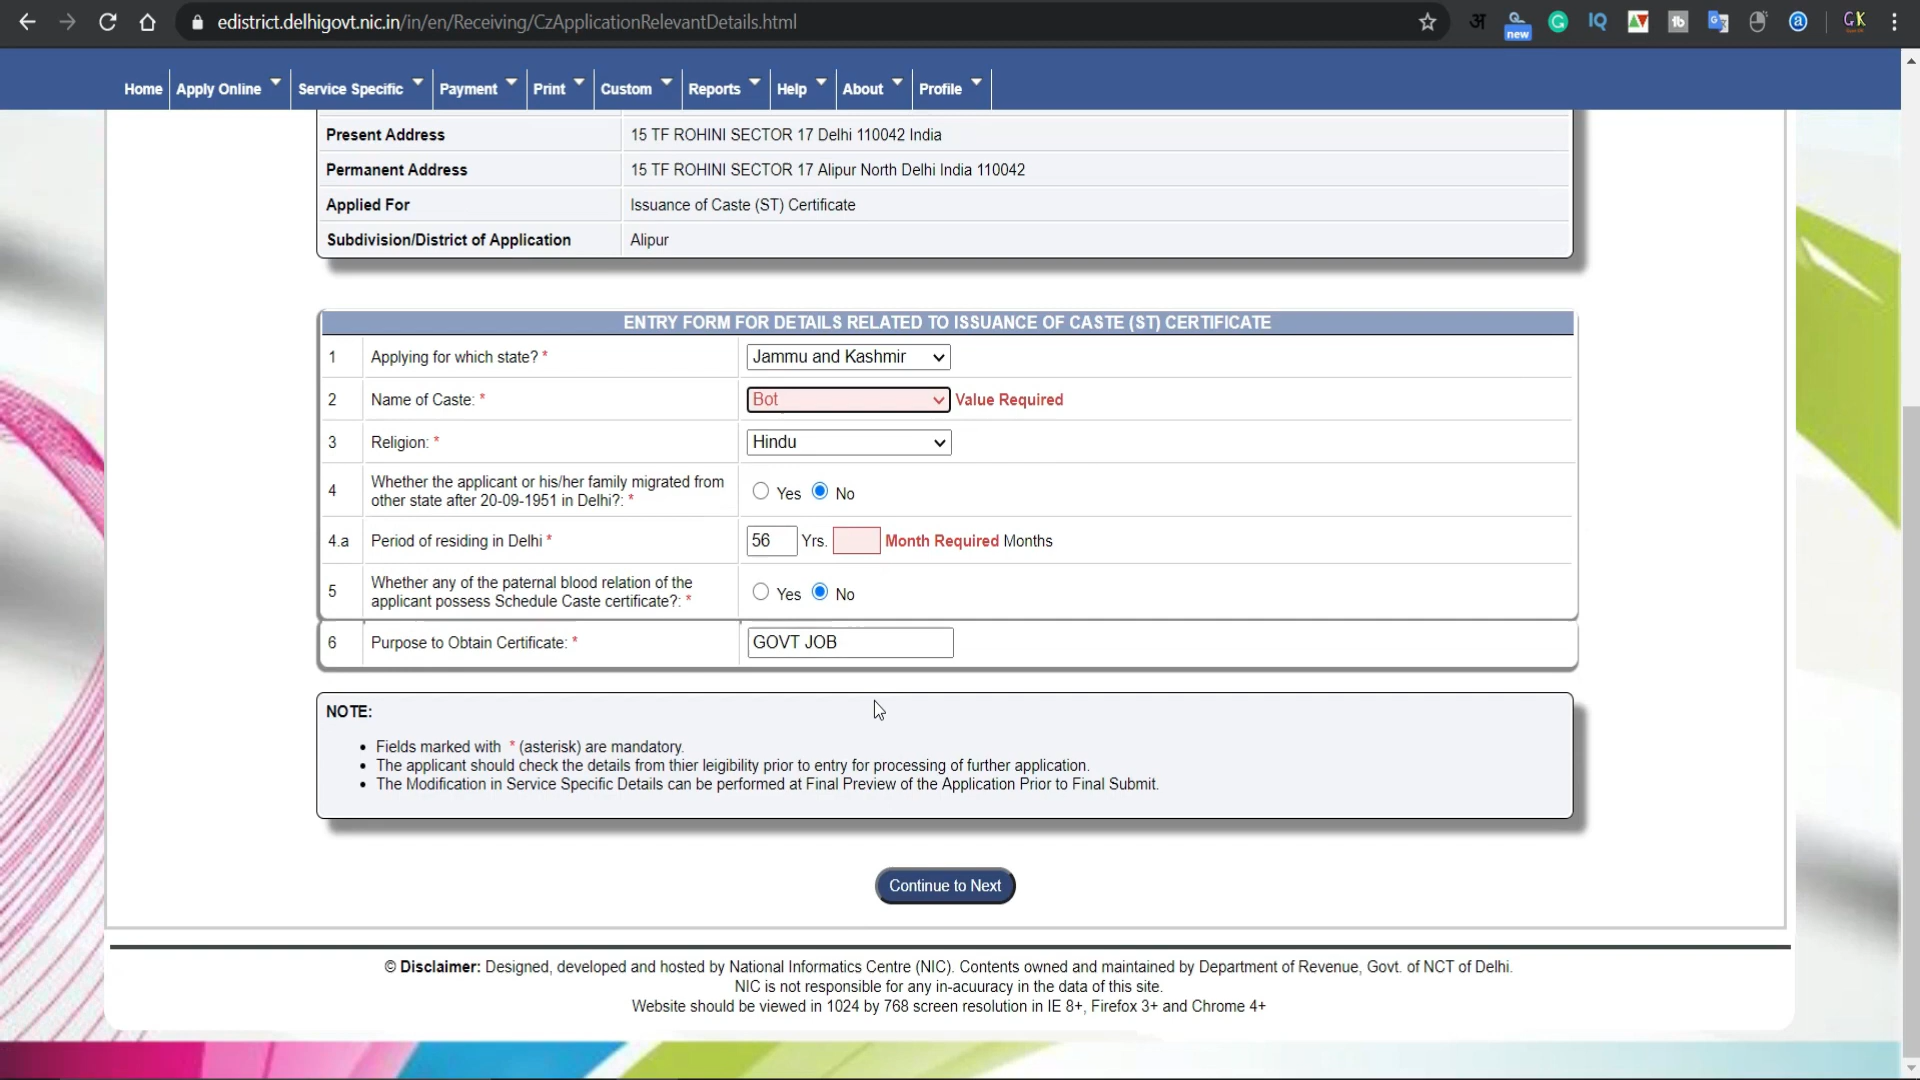 edistrict.delhigovt.nic.in/in/en/Receiving/CzApplicationRelevantDetails.html
अ
new
IQ
GK
Home
Apply Online
Service Specific
Payment
Print
Custom
Reports
Help
About
Profile
Present Address 15 TF ROHINI SECTOR 17 Delhi 110042 India
Permanent Address 15 TF ROHINI SECTOR 17 Alipur North Delhi India 110042
Applied For Issuance of Caste (ST) Certificate
Subdivision/District of Application Alipur
ENTRY FORM FOR DETAILS RELATED TO ISSUANCE OF CASTE (ST) CERTIFICATE
1 Applying for which state? * Jammu and Kashmir
2 Name of Caste: * Bot Value Required
3 Religion: * Hindu
4 Whether the applicant or his/her family migrated from
other state after 20-09-1951 in Delhi?: * Yes No
4.a Period of residing in Delhi * 56 Yrs. Month Required Months
5 Whether any of the paternal blood relation of the
applicant possess Schedule Caste certificate?: * Yes No
6 Purpose to Obtain Certificate: * GOVT JOB
NOTE:
• Fields marked with * (asterisk) are mandatory.
• The applicant should check the details from thier leigibility prior to entry for processing of further application.
• The Modification in Service Specific Details can be performed at Final Preview of the Application Prior to Final Submit.
Continue to Next
© Disclaimer: Designed, developed and hosted by National Informatics Centre (NIC). Contents owned and maintained by Department of Revenue, Govt. of NCT of Delhi.
NIC is not responsible for any in-acuuracy in the data of this site.
Website should be viewed in 1024 by 768 screen resolution in IE 8+, Firefox 3+ and Chrome 4+